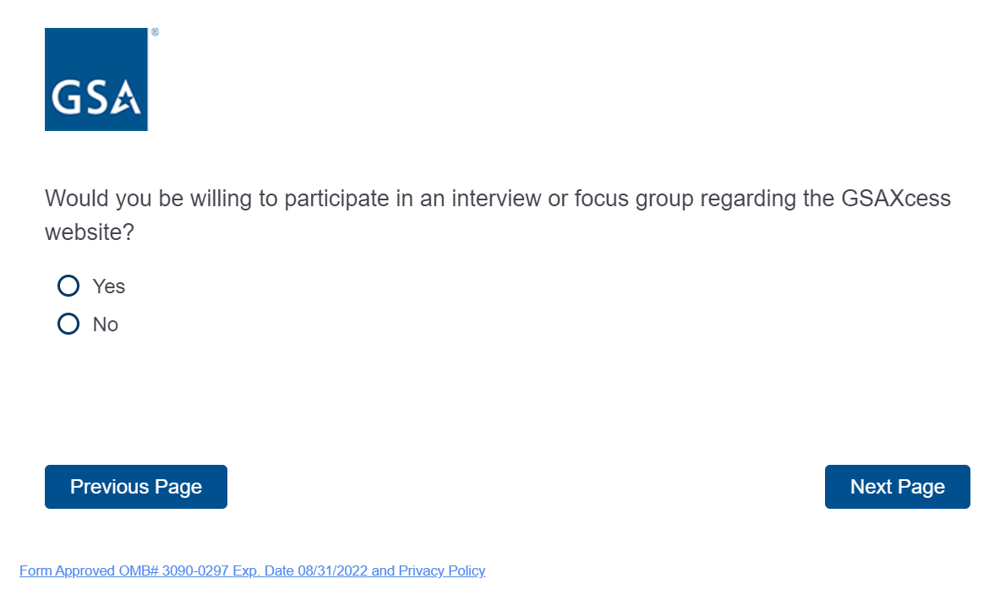 GSA
®
Would you be willing to participate in an interview or focus group regarding the GSAXcess
website?
Yes
No
Previous Page
Next Page
Form Approved OMB# 3090-0297 Exp. Date 08/31/2022 and Privacy Policy